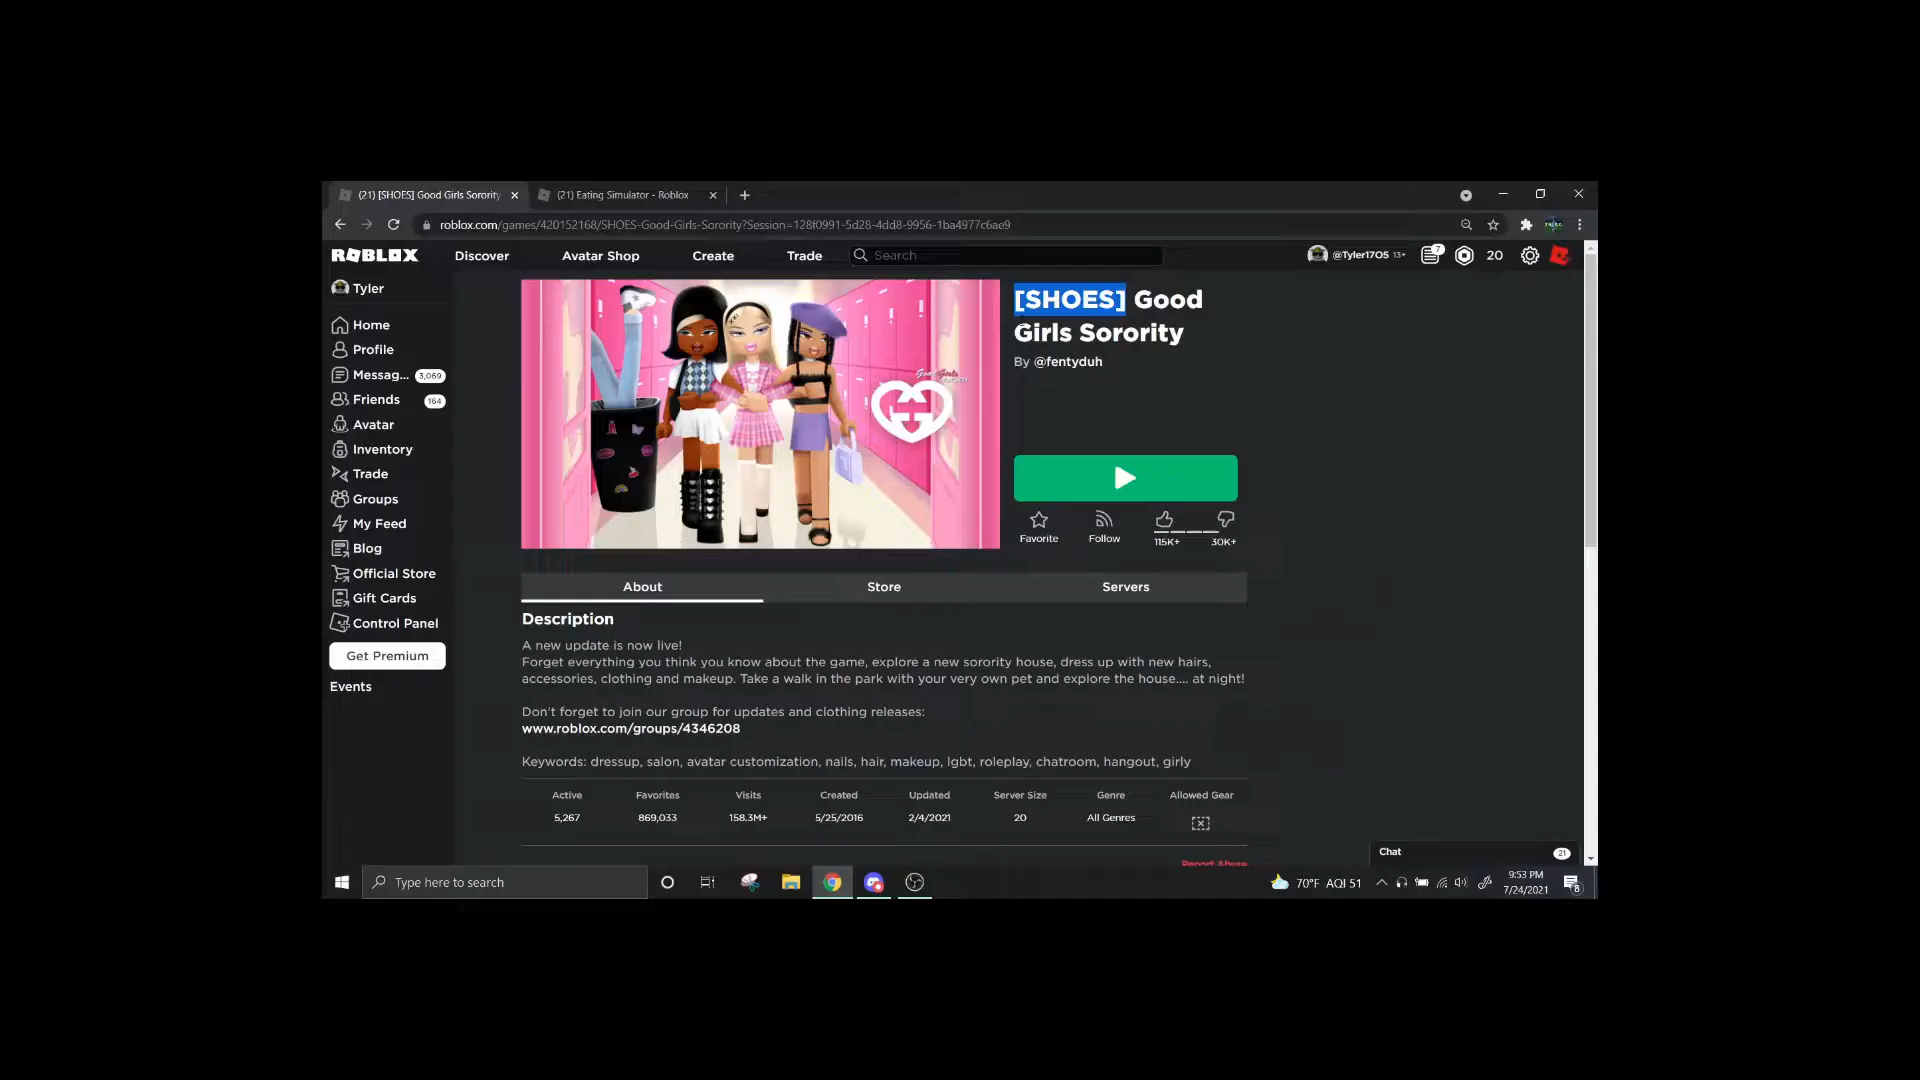 (21) [SHOES] Good Girls Sorority
(21) Eating Simulator - Roblox
roblox.com/games/420152168/SHOES-Good-Girls-Sorority?Session=128f0991-5d28-4dd8-9956-1ba4977c6ae9
ROBLOX
Discover
Avatar Shop
Create
Trade
Search
@Tyler1705 13+
7
20
Tyler
Home
Profile
Messag... 3,069
Friends 164
Avatar
Inventory
Trade
Groups
My Feed
Blog
Official Store
Gift Cards
Control Panel
Get Premium
Events
Good Girls
[SHOES] Good
Girls Sorority
By @fentyduh
Favorite
Follow
115K+
30K+
About
Store
Servers
Description
A new update is now live!
Forget everything you think you know about the game, explore a new sorority house, dress up with new hairs,
accessories, clothing and makeup. Take a walk in the park with your very own pet and explore the house.... at night!
Don't forget to join our group for updates and clothing releases:
www.roblox.com/groups/4346208
Keywords: dressup, salon, avatar customization, nails, hair, makeup, lgbt, roleplay, chatroom, hangout, girly
Active Favorites Visits Created Updated Server Size Genre Allowed Gear
5,267 869,033 158.3M+ 5/25/2016 2/4/2021 20 All Genres
Report Abuse
Chat 21
Type here to search
70°F AQI 51
9:53 PM
7/24/2021
8